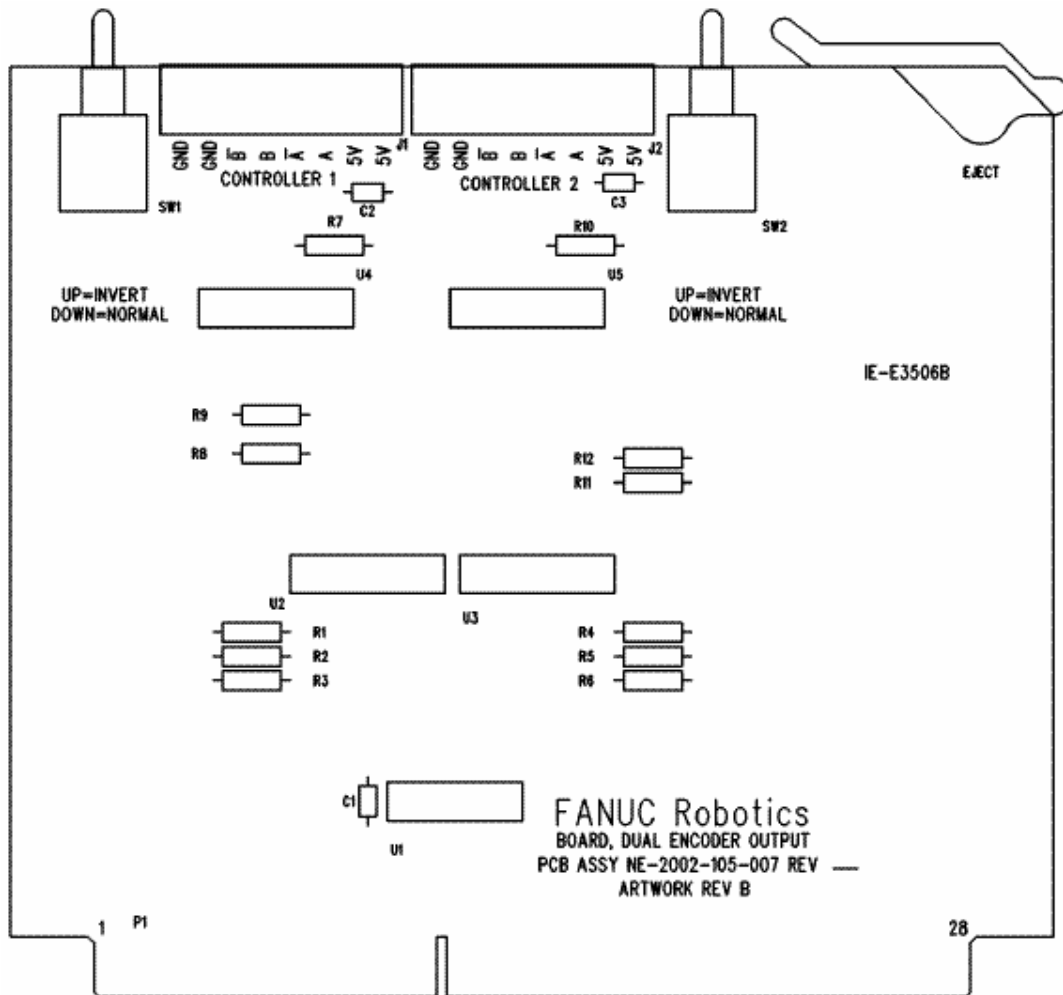 GND GND B B A A 5V 5V J1
GND GND B B A A 5V 5V J2
CONTROLLER 1
CONTROLLER 2
EJECT
SW1
C2
C3
SW2
R7
R10
U4
U5
UP=INVERT
DOWN=NORMAL
UP=INVERT
DOWN=NORMAL
IE-E3506B
R9
R8
R12
R11
U2
U3
R1
R4
R2
R5
R3
R6
C1
U1
FANUC Robotics
BOARD, DUAL ENCODER OUTPUT
PCB ASSY NE-2002-105-007 REV —
ARTWORK REV B
1 P1
28